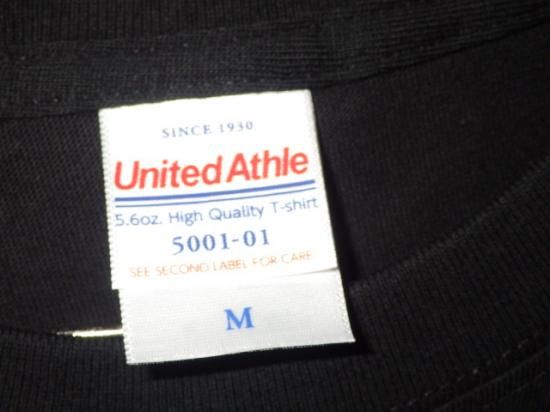 SINCE 1930
United Athle
5.6oz. High Quality T-shirt
5001-01
SEE SECOND LABEL FOR CARE
M